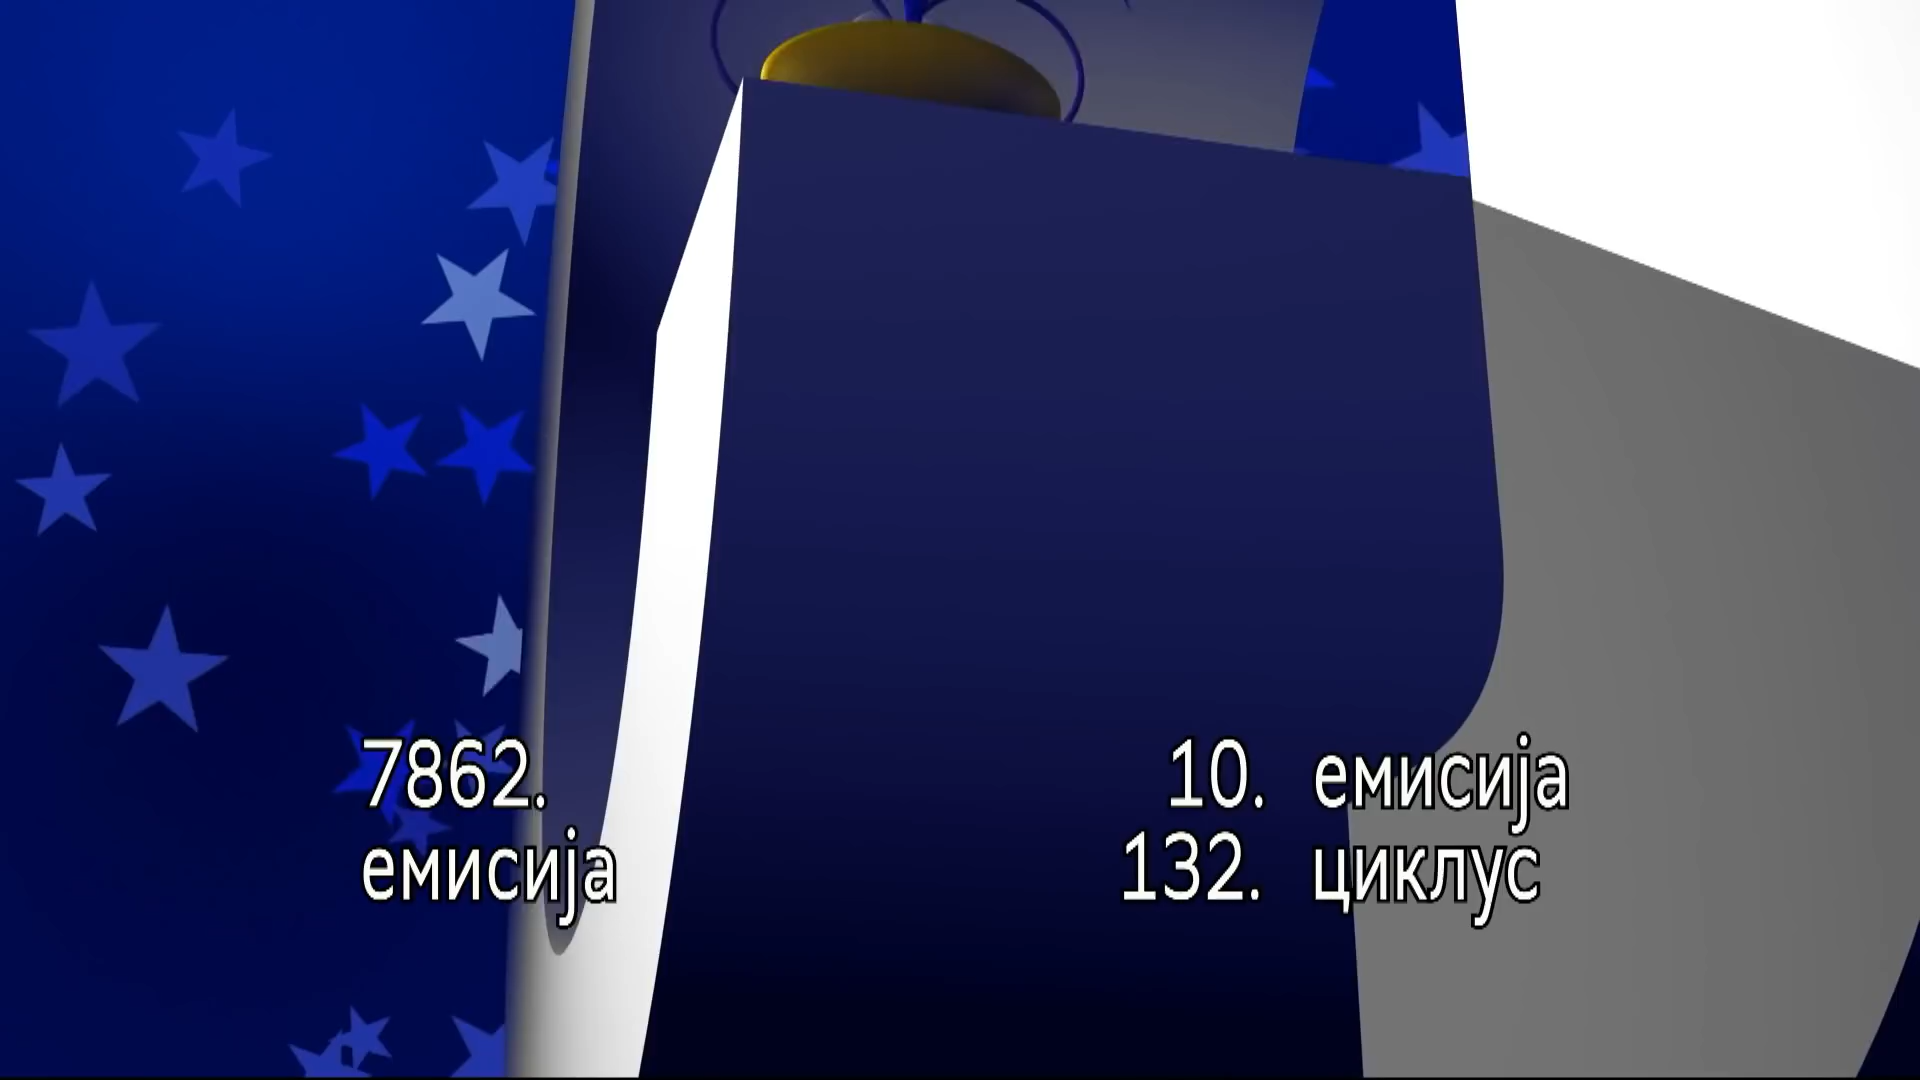 7862.
емисија
10. емисија
132. циклус